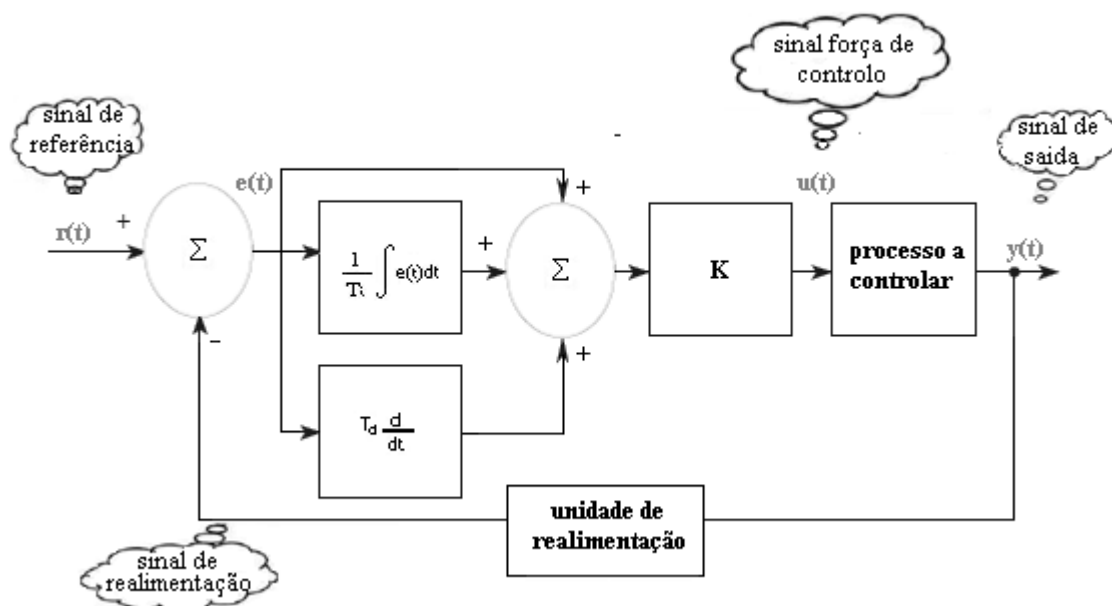 sinal força de
controlo
sinal de
referência
sinal de
saida
-
e(t)
+
u(t)
+
r(t)
Σ
1/Ti ∫ e(t)dt
+
Σ
K
processo a
controlar
y(t)
-
+
Td d/dt
unidade de
realimentação
sinal de
realimentação